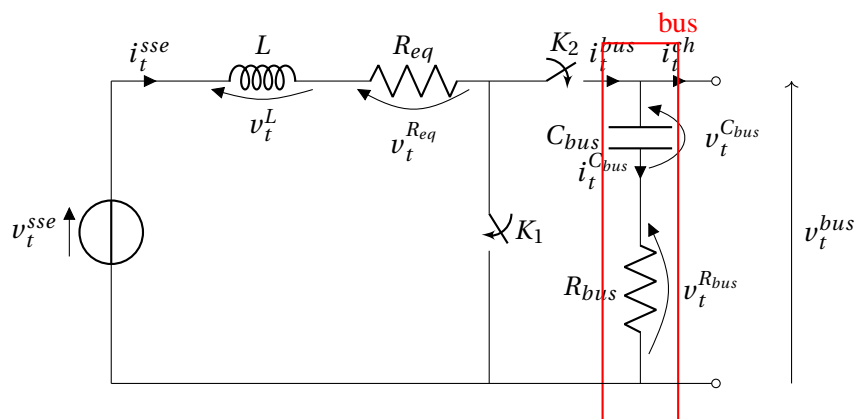 bus
i_t^{sse}
L
R_{eq}
K_2
i_t^{bus}
i_t^{ch}
v_t^L
v_t^{R_{eq}}
C_{bus}
v_t^{C_{bus}}
i_t^{C_{bus}}
v_t^{sse}
K_1
v_t^{bus}
R_{bus}
v_t^{R_{bus}}